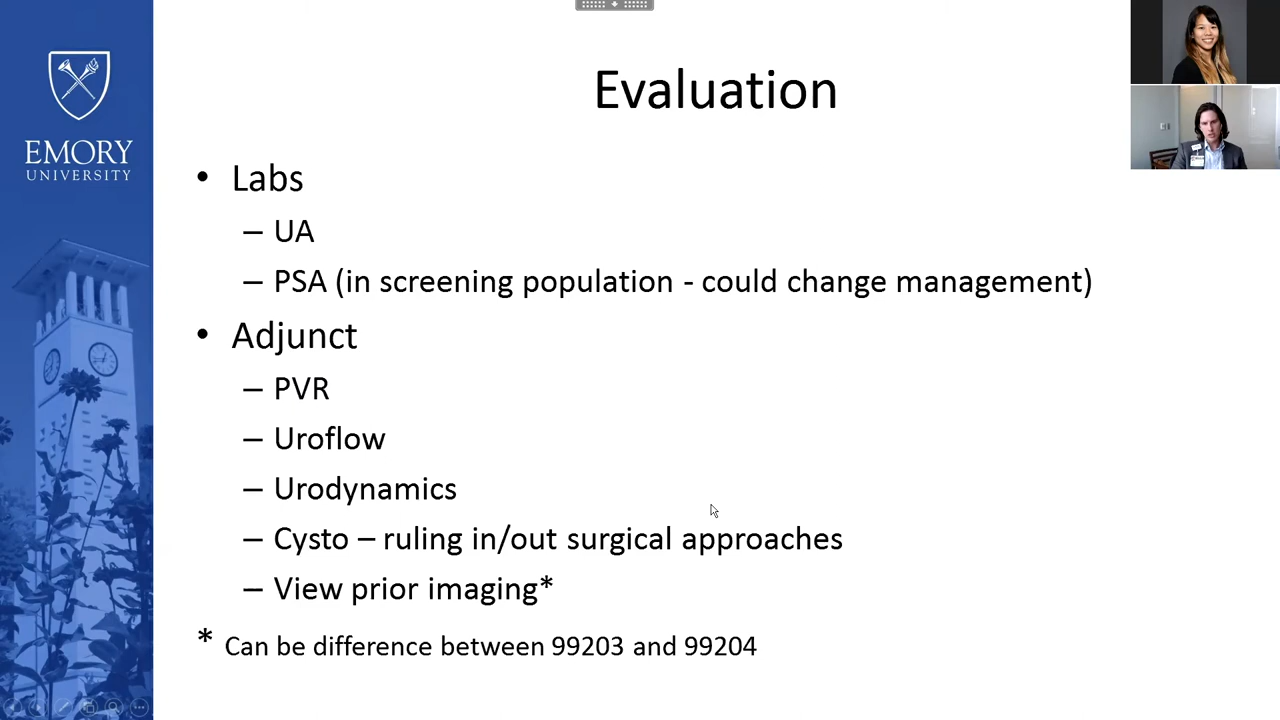 EMORY
UNIVERSITY
Evaluation
• Labs
– UA
– PSA (in screening population - could change management)
• Adjunct
– PVR
– Uroflow
– Urodynamics
– Cysto – ruling in/out surgical approaches
– View prior imaging*
* Can be difference between 99203 and 99204